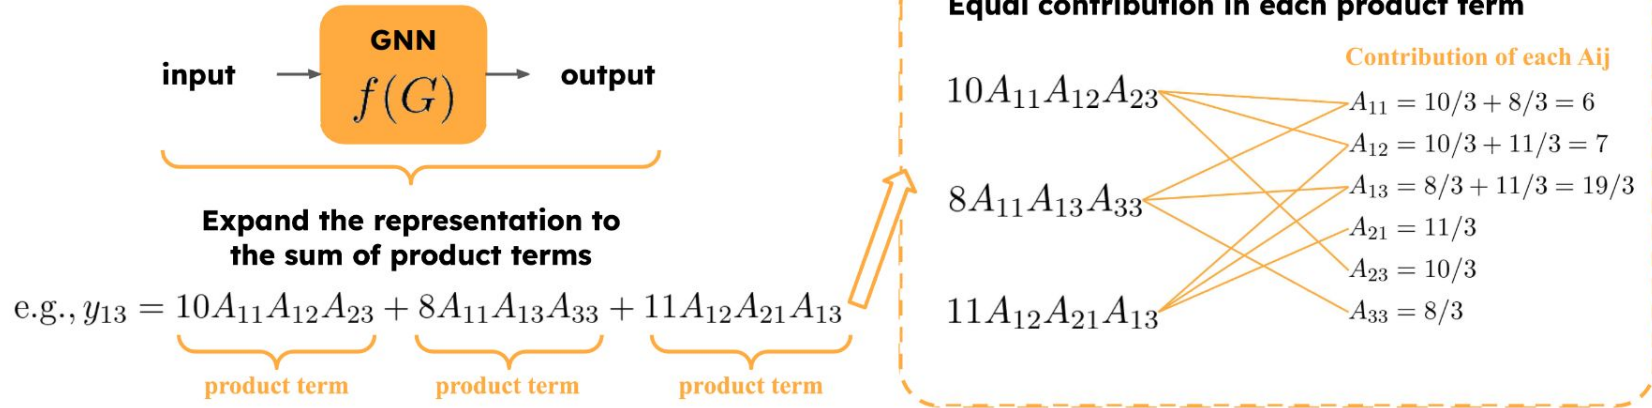 GNN
input
f(G)
output
Expand the representation to
the sum of product terms
e.g., y₁₃ = 10A₁₁A₁₂A₂₃ + 8A₁₁A₁₃A₃₃ + 11A₁₂A₂₁A₁₃
product term
product term
product term
Equal contribution in each product term
Contribution of each Aij
10A₁₁A₁₂A₂₃
8A₁₁A₁₃A₃₃
11A₁₂A₂₁A₁₃
A₁₁ = 10/3 + 8/3 = 6
A₁₂ = 10/3 + 11/3 = 7
A₁₃ = 8/3 + 11/3 = 19/3
A₂₁ = 11/3
A₂₃ = 10/3
A₃₃ = 8/3